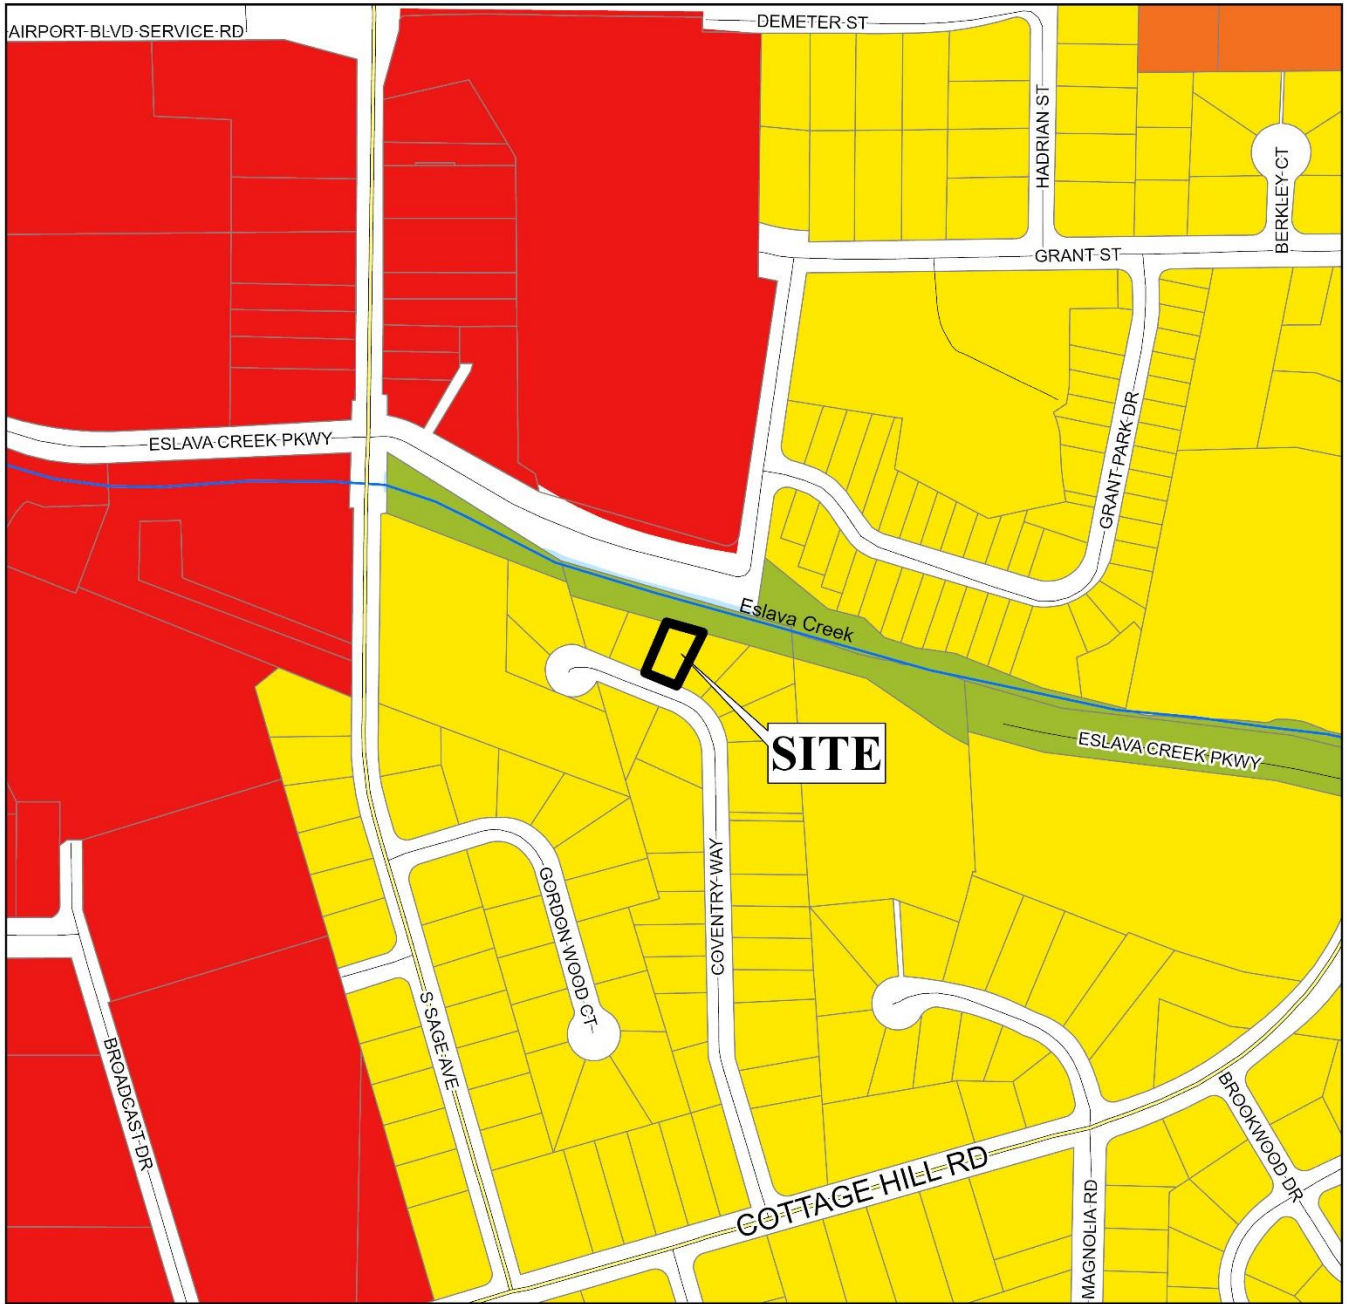 AIRPORT BLVD SERVICE RD
DEMETER ST
HADRIAN ST
BERKLEY CT
GRANT ST
ESLAVA CREEK PKWY
GRANT PARK DR
Eslava Creek
SITE
ESLAVA CREEK PKWY
COVENTRY WAY
GORDON WOOD CT
S SAGE AVE
BROADCAST DR
BROOKWOOD DR
COTTAGE HILL RD
MAGNOLIA RD